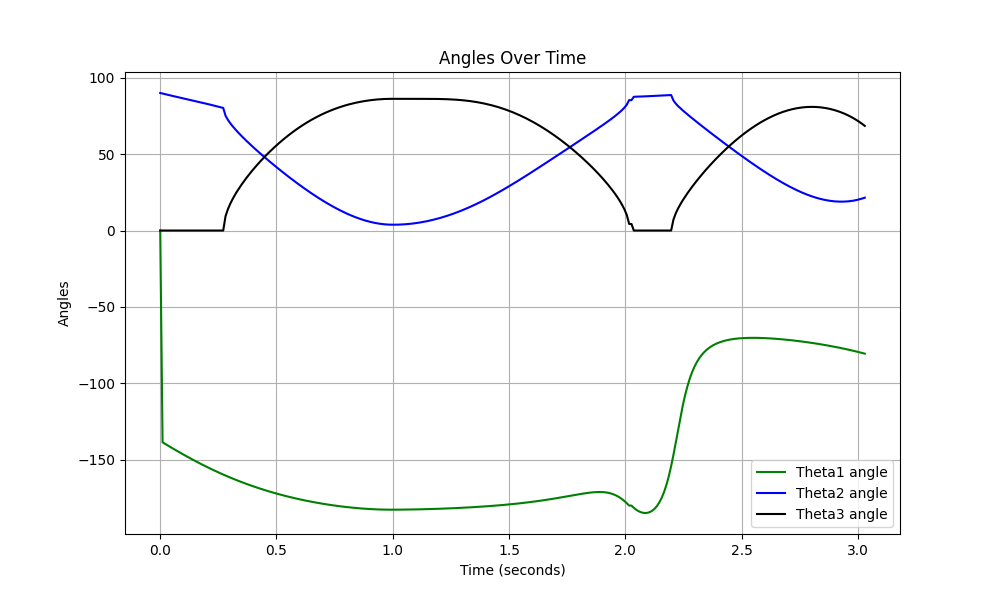 Angles Over Time
100
50
0
−50
−100
−150
Angles
0.0 0.5 1.0 1.5 2.0 2.5 3.0
Time (seconds)
Theta1 angle
Theta2 angle
Theta3 angle